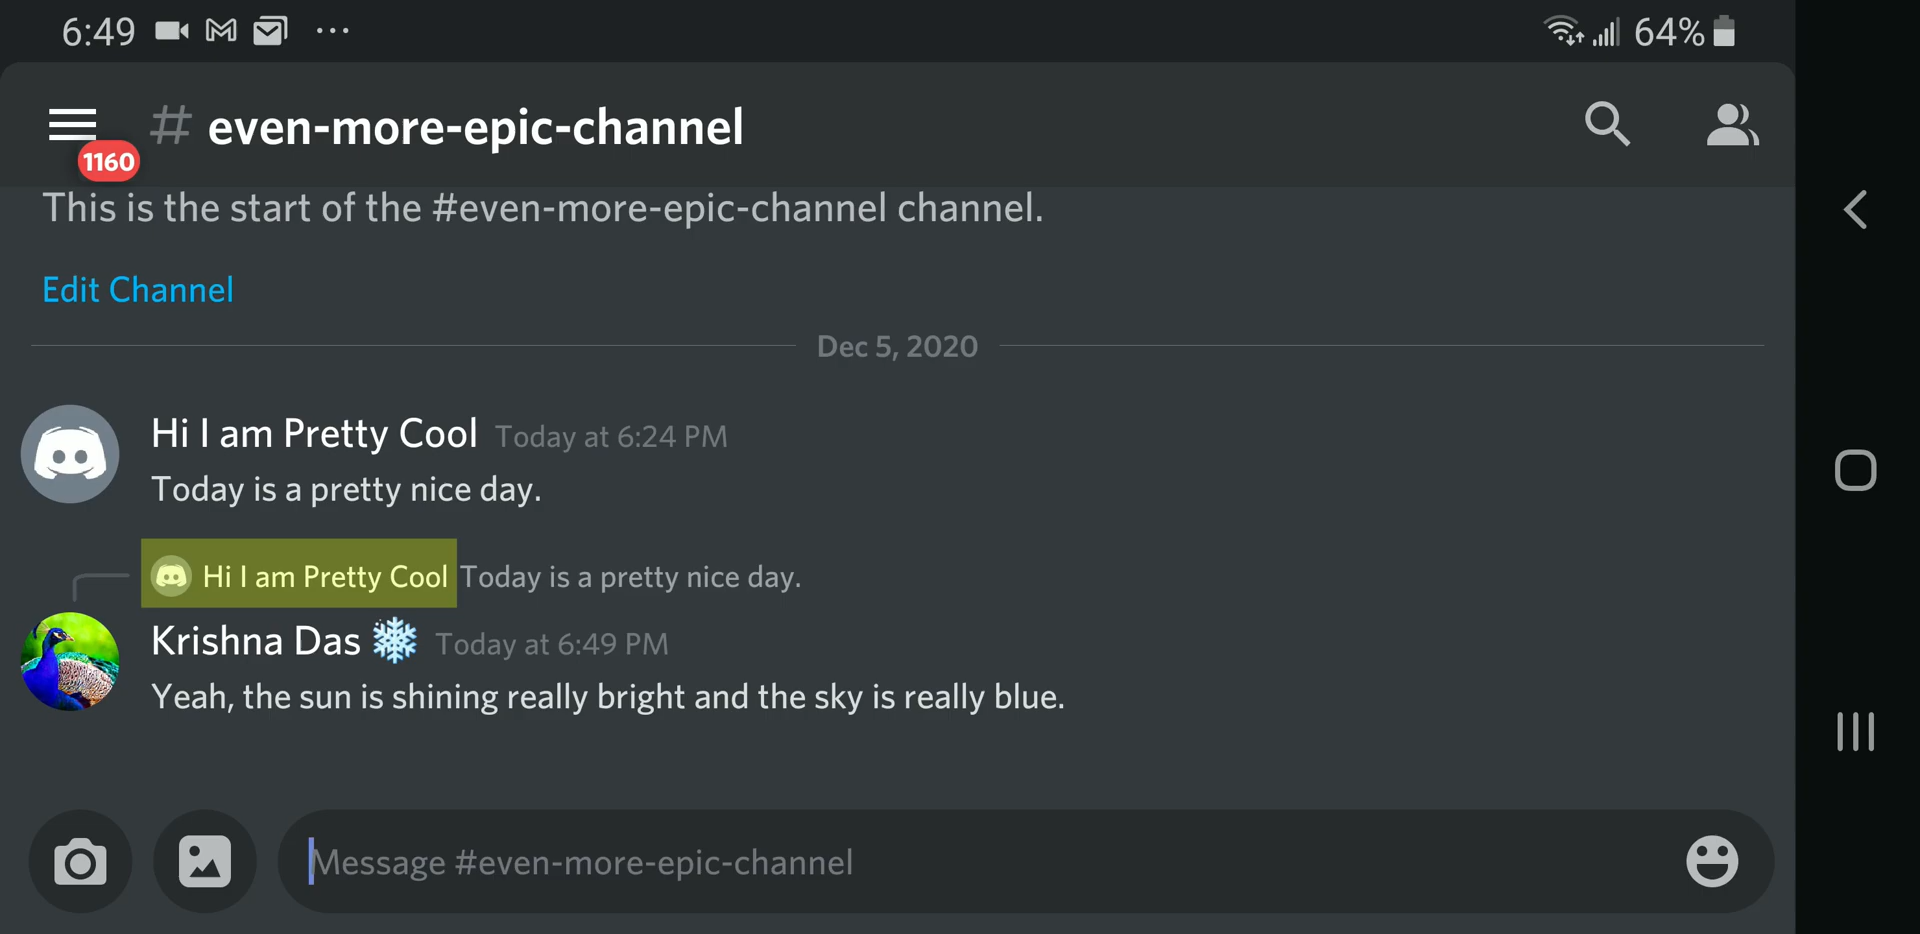 6:49 ... 64%
# even-more-epic-channel
1160
This is the start of the #even-more-epic-channel channel.
Edit Channel
Dec 5, 2020
Hi I am Pretty Cool Today at 6:24 PM
Today is a pretty nice day.
Hi I am Pretty Cool Today is a pretty nice day.
Krishna Das ❄️ Today at 6:49 PM
Yeah, the sun is shining really bright and the sky is really blue.
Message #even-more-epic-channel